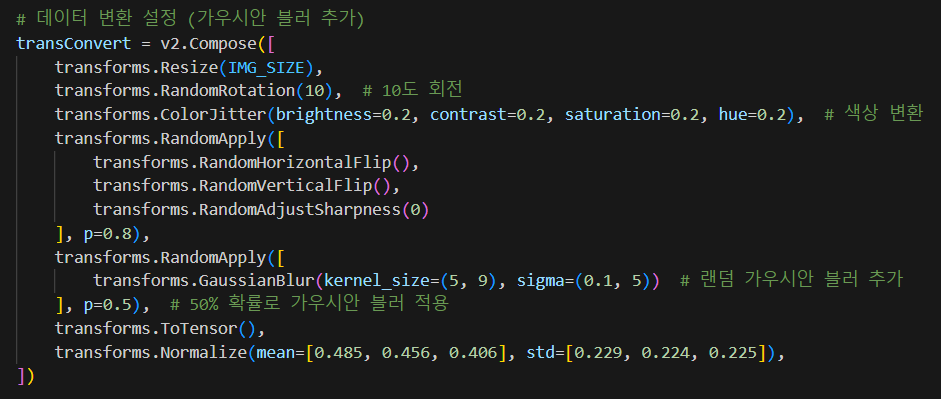 # 데이터 변환 설정 (가우시안 블러 추가)
transConvert = v2.Compose([
    transforms.Resize(IMG_SIZE),
    transforms.RandomRotation(10),  # 10도 회전
    transforms.ColorJitter(brightness=0.2, contrast=0.2, saturation=0.2, hue=0.2),  # 색상 변환
    transforms.RandomApply([
        transforms.RandomHorizontalFlip(),
        transforms.RandomVerticalFlip(),
        transforms.RandomAdjustSharpness(0)
    ], p=0.8),
    transforms.RandomApply([
        transforms.GaussianBlur(kernel_size=(5, 9), sigma=(0.1, 5))  # 랜덤 가우시안 블러 추가
    ], p=0.5),  # 50% 확률로 가우시안 블러 적용
    transforms.ToTensor(),
    transforms.Normalize(mean=[0.485, 0.456, 0.406], std=[0.229, 0.224, 0.225]),
])